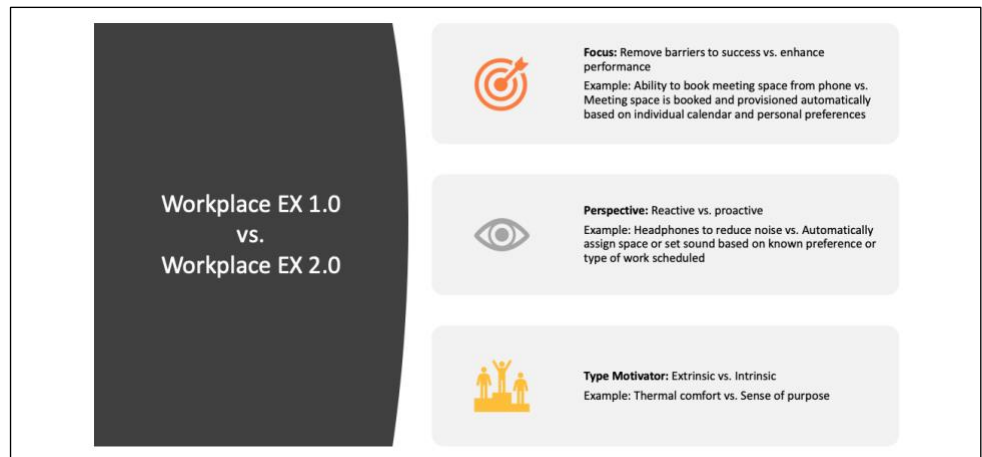 Workplace EX 1.0
vs.
Workplace EX 2.0
Focus: Remove barriers to success vs. enhance
performance
Example: Ability to book meeting space from phone vs.
Meeting space is booked and provisioned automatically
based on individual calendar and personal preferences
Perspective: Reactive vs. proactive
Example: Headphones to reduce noise vs. Automatically
assign space or set sound based on known preference or
type of work scheduled
Type Motivator: Extrinsic vs. Intrinsic
Example: Thermal comfort vs. Sense of purpose